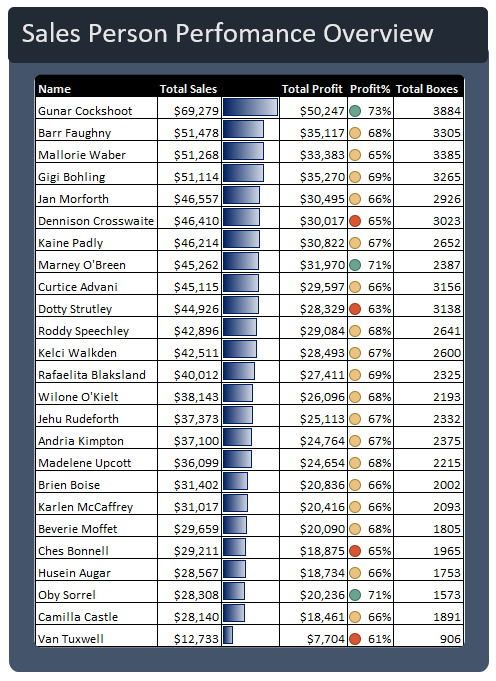 Sales Person Perfomance Overview
Name Total Sales Total Profit Profit% Total Boxes
Gunar Cockshoot $69,279 $50,247 73% 3884
Barr Faughny $51,478 $35,117 68% 3305
Mallorie Waber $51,268 $33,383 65% 3385
Gigi Bohling $51,114 $35,270 69% 3265
Jan Morforth $46,557 $30,495 66% 2926
Dennison Crosswaite $46,410 $30,017 65% 3023
Kaine Padly $46,214 $30,822 67% 2652
Marney O'Breen $45,262 $31,970 71% 2387
Curtice Advani $45,115 $29,597 66% 3156
Dotty Strutley $44,926 $28,329 63% 3138
Roddy Speechley $42,896 $29,084 68% 2641
Kelci Walkden $42,511 $28,493 67% 2600
Rafaelita Blaksland $40,012 $27,411 69% 2325
Wilone O'Kielt $38,143 $26,096 68% 2193
Jehu Rudeforth $37,373 $25,113 67% 2332
Andria Kimpton $37,100 $24,764 67% 2375
Madelene Upcott $36,099 $24,654 68% 2215
Brien Boise $31,402 $20,836 66% 2002
Karlen McCaffrey $31,017 $20,416 66% 2093
Beverie Moffet $29,659 $20,090 68% 1805
Ches Bonnell $29,211 $18,875 65% 1965
Husein Augar $28,567 $18,734 66% 1753
Oby Sorrel $28,308 $20,236 71% 1573
Camilla Castle $28,140 $18,461 66% 1891
Van Tuxwell $12,733 $7,704 61% 906